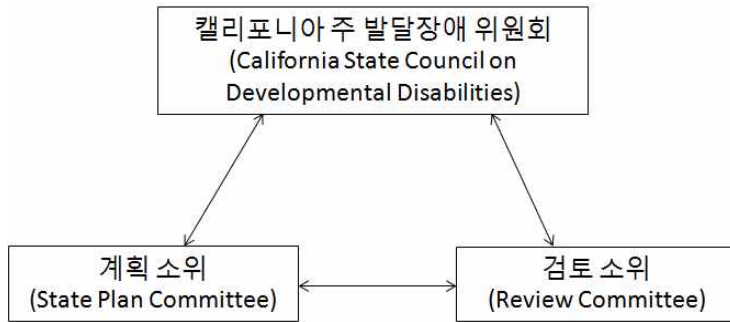 캘리포니아 주 발달장애 위원회
(California State Council on
Developmental Disabilities)
계획 소위
(State Plan Committee)
검토 소위
(Review Committee)